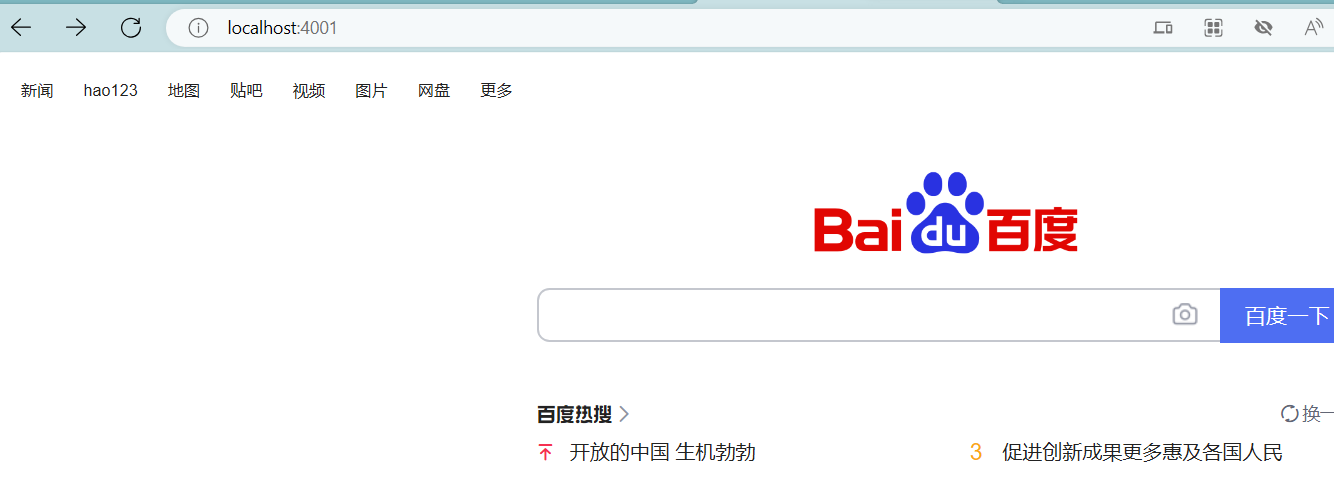 localhost:4001
新闻 hao123 地图 贴吧 视频 图片 网盘 更多
Bai du 百度
百度一下
百度热搜 换一
开放的中国 生机勃勃 3 促进创新成果更多惠及各国人民